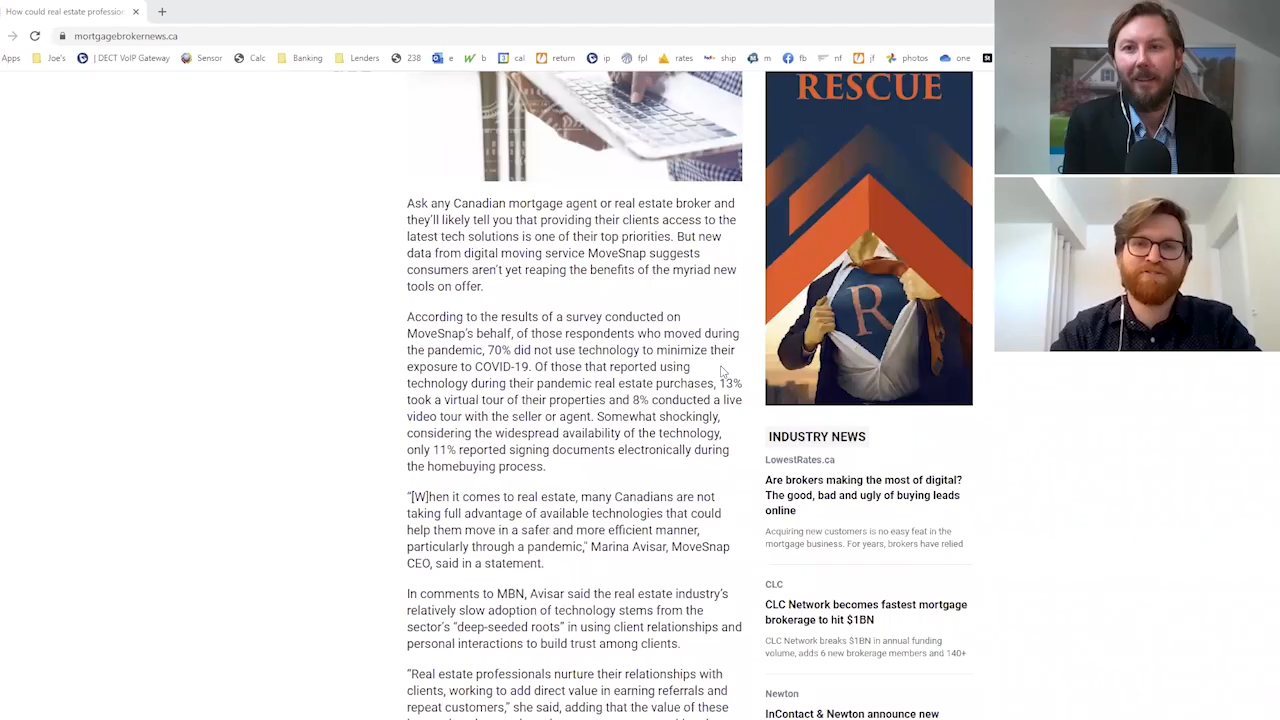 How could real estate profession
mortgagebrokernews.ca
Apps Joe's | DECT VoIP Gateway Sensor Calc Banking Lenders 238 e b cal return ip fpl rates ship m fb nf jf photos one
RESCUE
R
Ask any Canadian mortgage agent or real estate broker and
they'll likely tell you that providing their clients access to the
latest tech solutions is one of their top priorities. But new
data from digital moving service MoveSnap suggests
consumers aren't yet reaping the benefits of the myriad new
tools on offer.
According to the results of a survey conducted on
MoveSnap's behalf, of those respondents who moved during
the pandemic, 70% did not use technology to minimize their
exposure to COVID-19. Of those that reported using
technology during their pandemic real estate purchases, 13%
took a virtual tour of their properties and 8% conducted a live
video tour with the seller or agent. Somewhat shockingly,
considering the widespread availability of the technology,
only 11% reported signing documents electronically during
the homebuying process.
"[W]hen it comes to real estate, many Canadians are not
taking full advantage of available technologies that could
help them move in a safer and more efficient manner,
particularly through a pandemic," Marina Avisar, MoveSnap
CEO, said in a statement.
In comments to MBN, Avisar said the real estate industry's
relatively slow adoption of technology stems from the
sector's "deep-seeded roots" in using client relationships and
personal interactions to build trust among clients.
"Real estate professionals nurture their relationships with
clients, working to add direct value in earning referrals and
repeat customers," she said, adding that the value of these
INDUSTRY NEWS
LowestRates.ca
Are brokers making the most of digital?
The good, bad and ugly of buying leads
online
Acquiring new customers is no easy feat in the
mortgage business. For years, brokers have relied
CLC
CLC Network becomes fastest mortgage
brokerage to hit $1BN
CLC Network breaks $1BN in annual funding
volume, adds 6 new brokerage members and 140+
Newton
InContact & Newton announce new